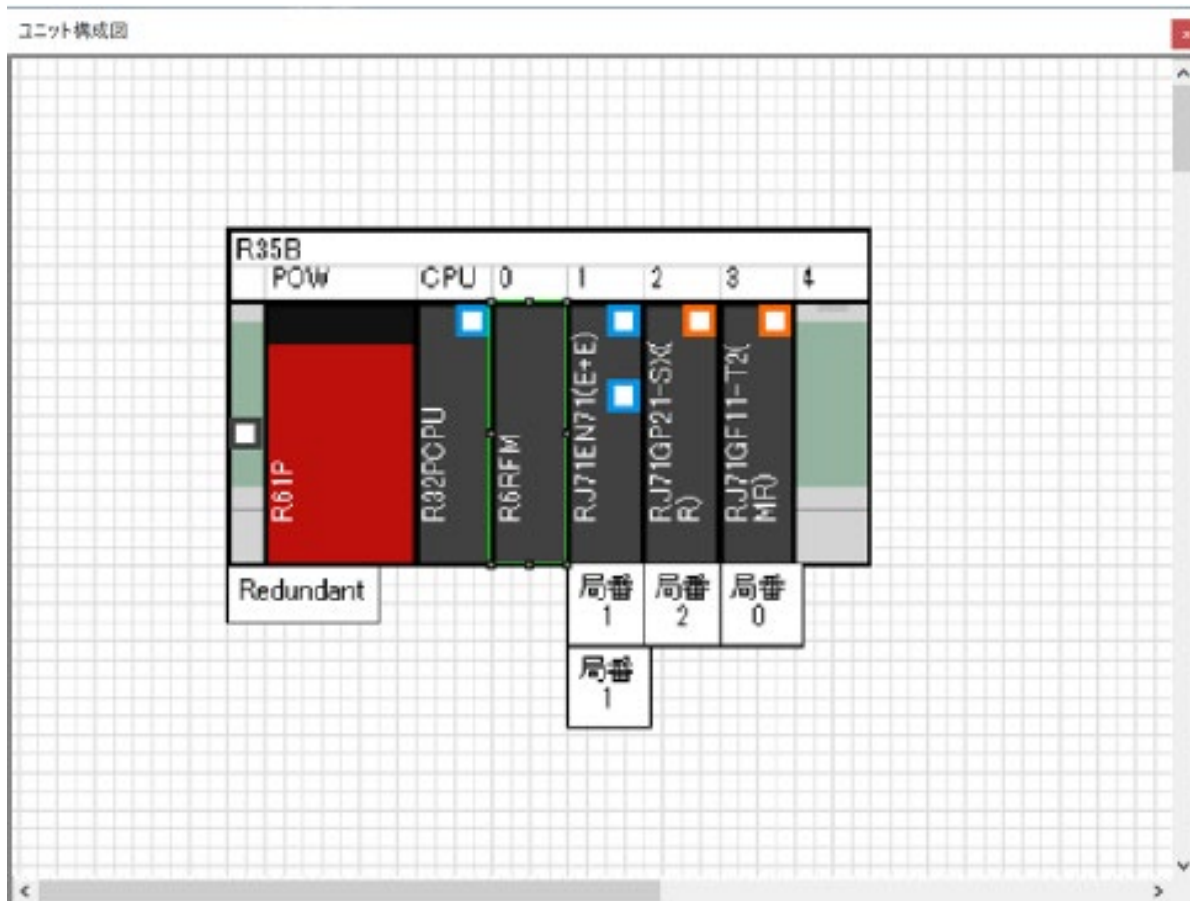 ユニット構成図
R35B
POW CPU 0 1 2 3 4
R61P
R32PCPU
R6RFM
RJ71EN71(E+E)
RJ71GP21-SX(
R)
RJ71GF11-T2(
MR)
Redundant
局番
1
局番
2
局番
0
局番
1